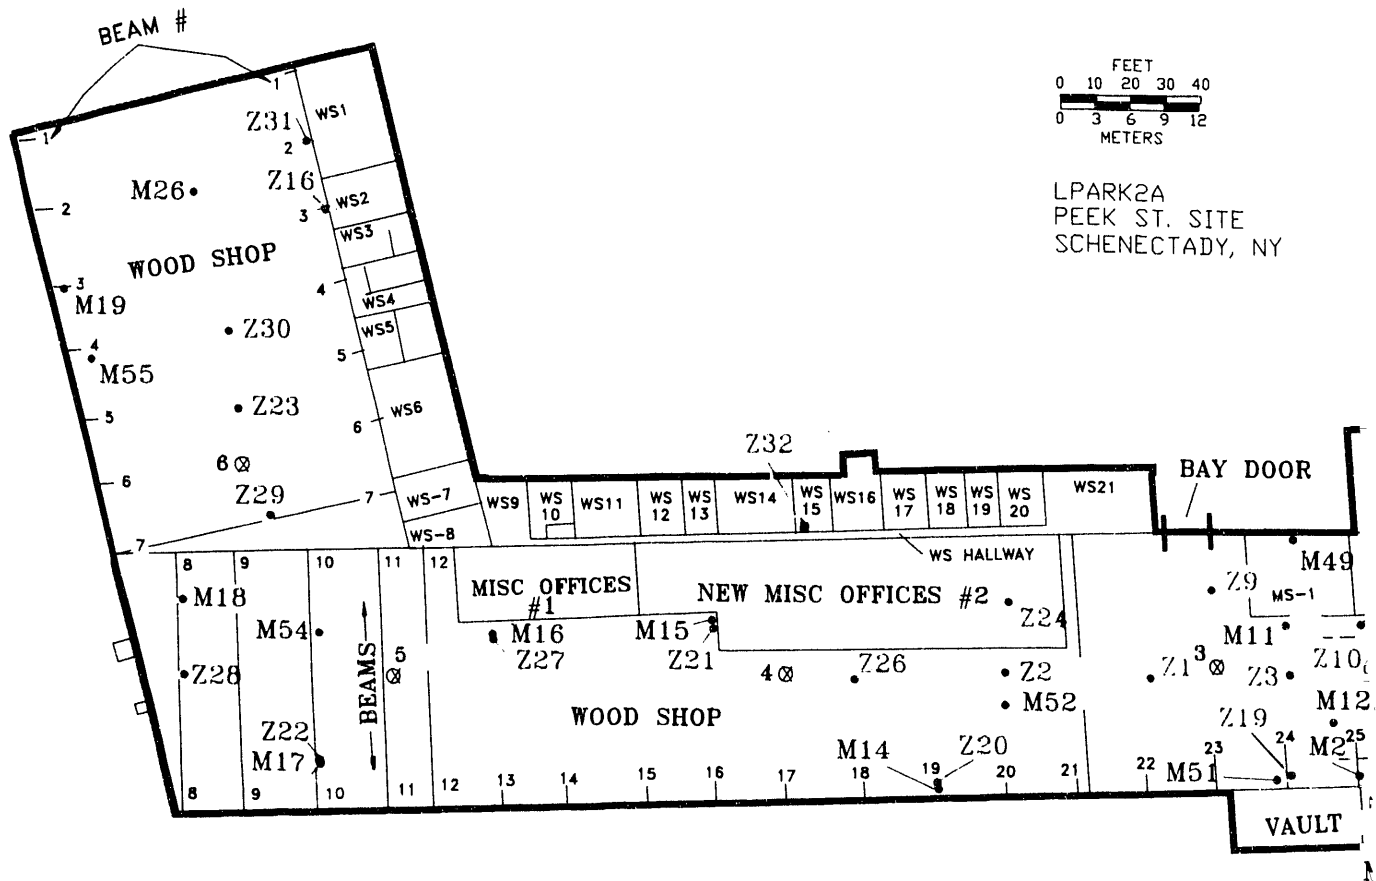 BEAM #
FEET
0 10 20 30 40
0 3 6 9 12
METERS
LPARK2A
PEEK ST. SITE
SCHENECTADY, NY
1
1
WS1
Z31
2
M26
Z16
2
3
WS2
WS3
WOOD SHOP
3
4
M19
WS4
Z30
WS5
4
5
M55
Z23
WS6
5
6
6
Z32
BAY DOOR
6
7
WS-7
WS9
WS 10
WS11
WS 12
WS 13
WS14
WS 15
WS16
WS 17
WS 18
WS 19
WS 20
WS21
Z29
WS-8
7
WS HALLWAY
8
9
10
11
12
M49
MISC OFFICES #1
NEW MISC OFFICES #2
Z9
MS-1
M18
Z24
M54
M16
M15
M11
Z27
Z21
Z10
Z28
BEAMS
5
4
Z26
Z2
Z1
3
Z3
M52
WOOD SHOP
M12
Z22
Z19
M17
M14
Z20
M51
M2
8
9
10
11
12
13
14
15
16
17
18
19
20
21
22
23
24
25
VAULT